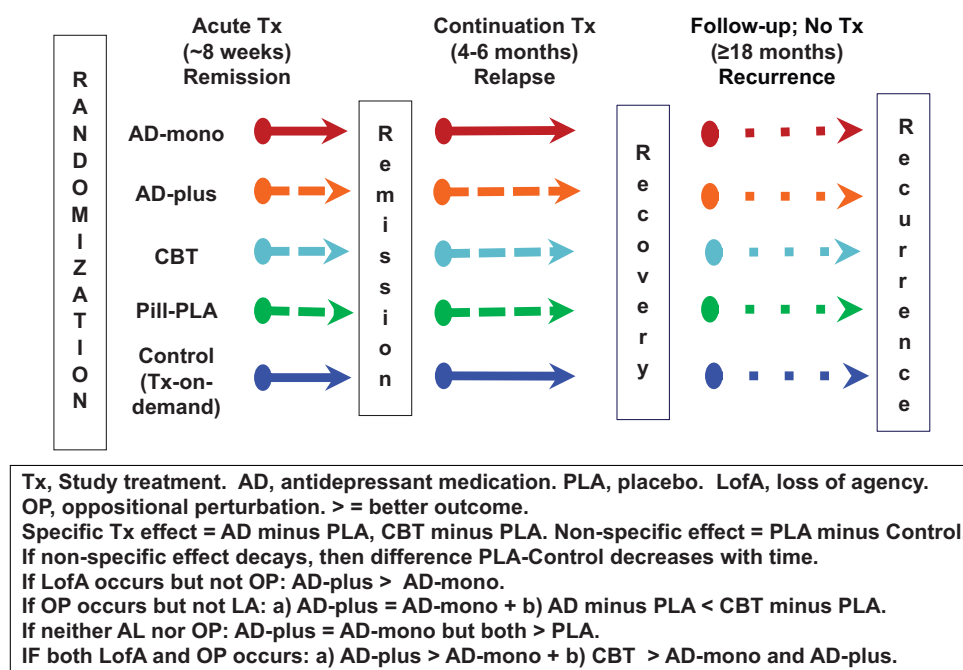 Acute Tx
(~8 weeks)
Remission
Continuation Tx
(4-6 months)
Relapse
Follow-up; No Tx
(≥18 months)
Recurrence
RANDOMIZATION
AD-mono
AD-plus
CBT
Pill-PLA
Control
(Tx-on-
demand)
Remission
Recovery
Recurrence
Tx, Study treatment. AD, antidepressant medication. PLA, placebo. LofA, loss of agency.
OP, oppositional perturbation. > = better outcome.
Specific Tx effect = AD minus PLA, CBT minus PLA. Non-specific effect = PLA minus Control.
If non-specific effect decays, then difference PLA-Control decreases with time.
If LofA occurs but not OP: AD-plus > AD-mono.
If OP occurs but not LA: a) AD-plus = AD-mono + b) AD minus PLA < CBT minus PLA.
If neither AL nor OP: AD-plus = AD-mono but both > PLA.
IF both LofA and OP occurs: a) AD-plus > AD-mono + b) CBT > AD-mono and AD-plus.